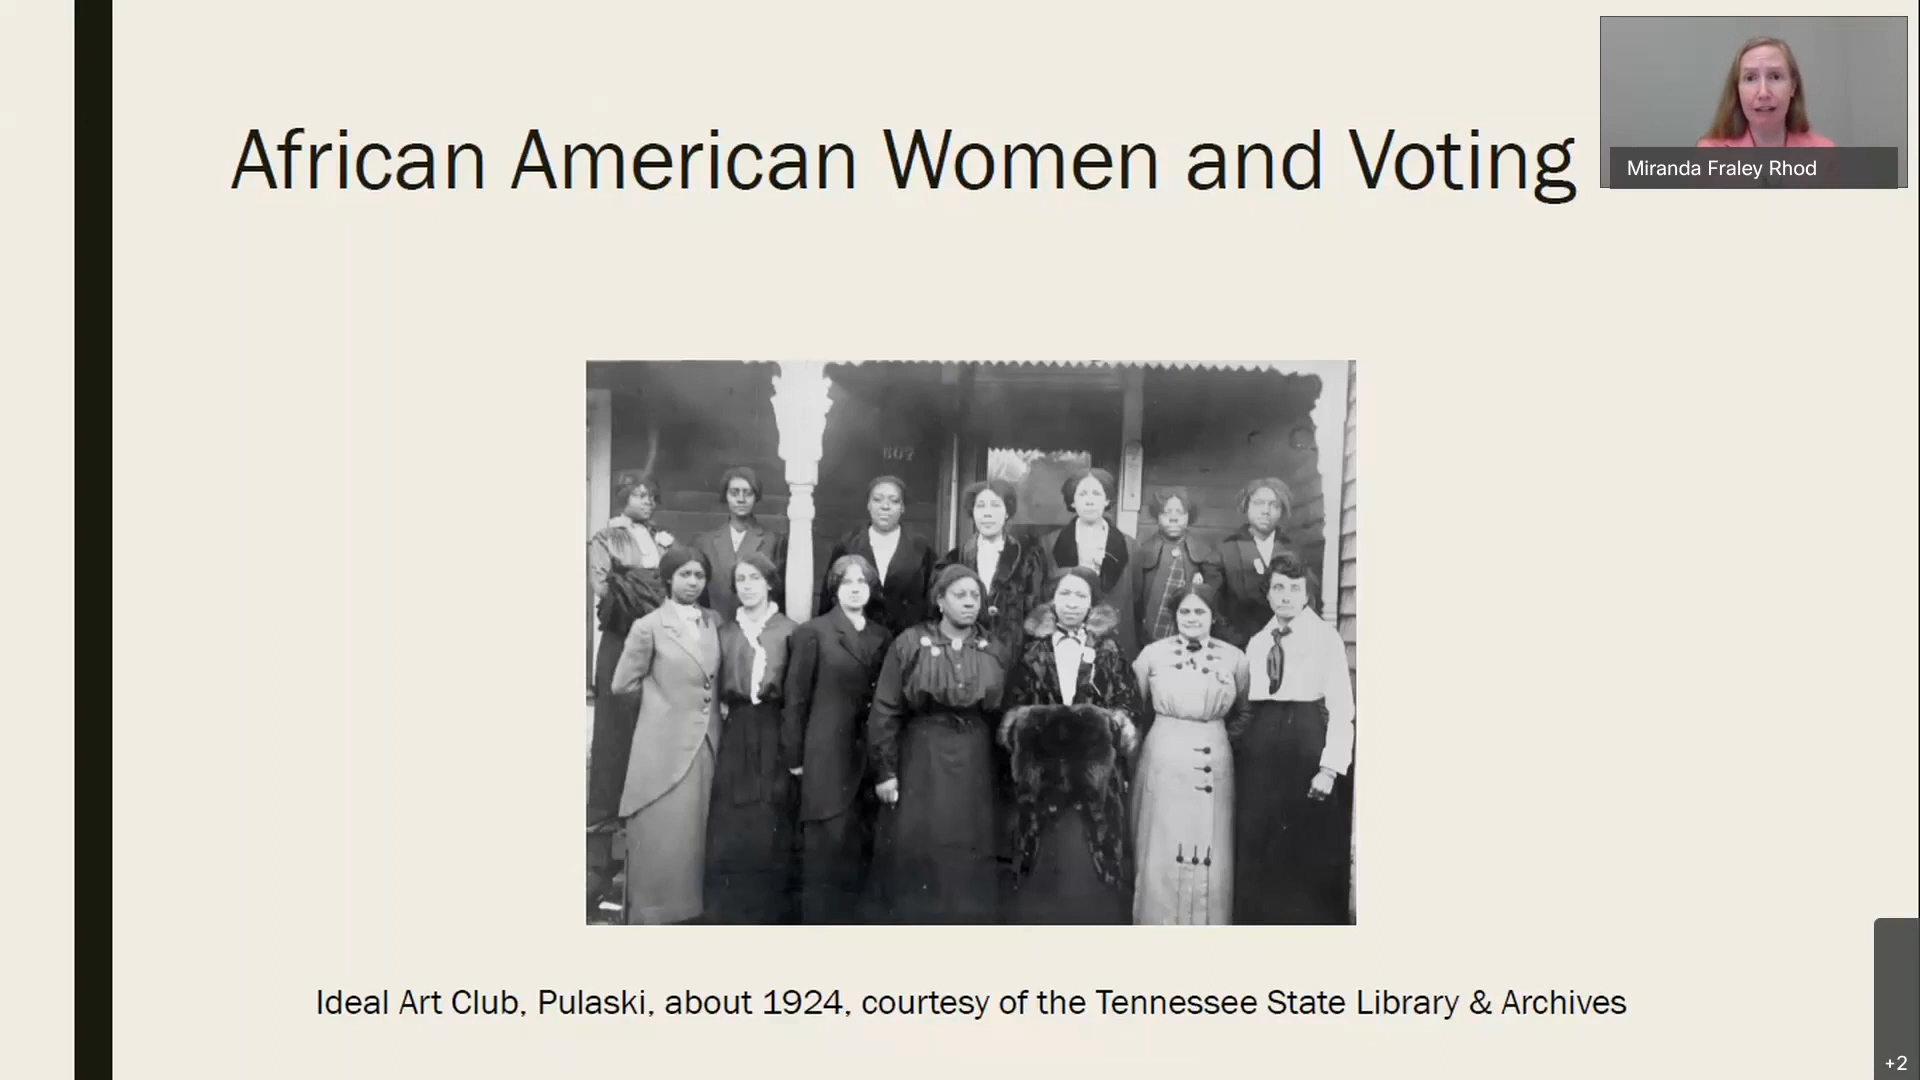 African American Women and Voting
Miranda Fraley Rhod
807
Ideal Art Club, Pulaski, about 1924, courtesy of the Tennessee State Library & Archives
+2